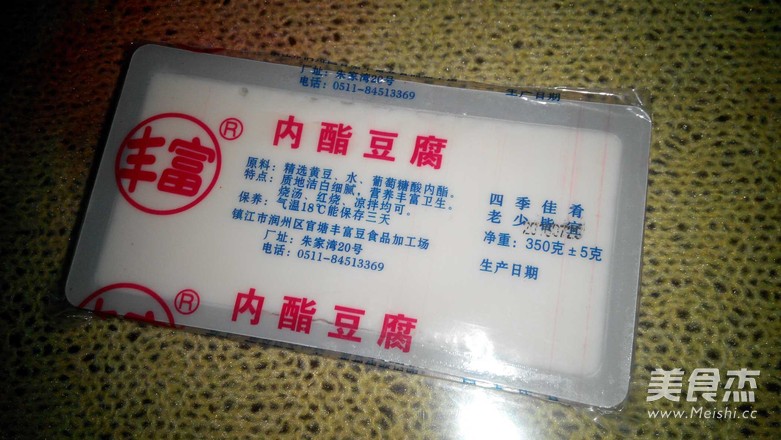 厂址：朱家湾20号
电话：0511-84513369
生产日期
丰富®
内酯豆腐
原料：精选黄豆、水、葡萄糖酸内酯。
特点：质地洁白细腻，营养丰富卫生。
烧汤、红烧、凉拌均可。
保养：气温18℃能保存三天
镇江市润州区官塘丰富豆食品加工场
厂址：朱家湾20号
电话：0511-84513369
四季佳肴
老少皆宜
净重：350克±5克
生产日期
®
内酯豆腐
美食杰
www.Meishi.cc